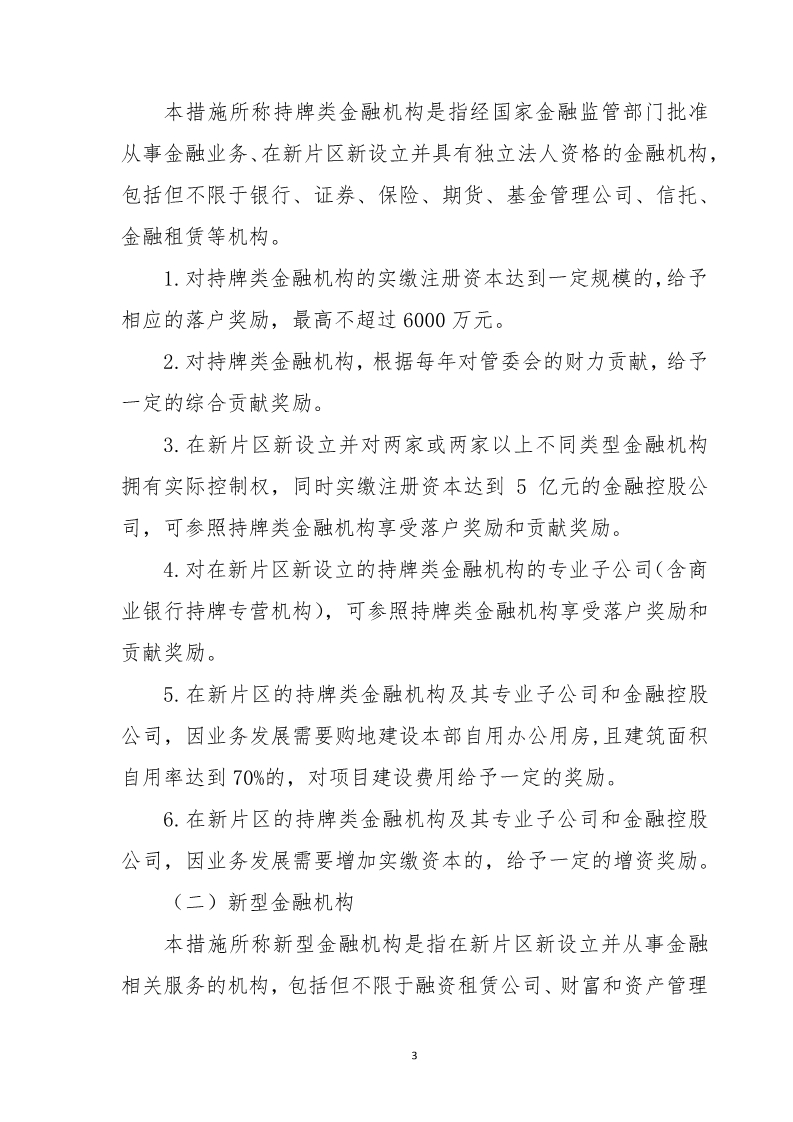 本措施所称持牌类金融机构是指经国家金融监管部门批准
从事金融业务、在新片区新设立并具有独立法人资格的金融机构，
包括但不限于银行、证券、保险、期货、基金管理公司、信托、
金融租赁等机构。
1.对持牌类金融机构的实缴注册资本达到一定规模的，给予
相应的落户奖励，最高不超过 6000 万元。
2.对持牌类金融机构，根据每年对管委会的财力贡献，给予
一定的综合贡献奖励。
3.在新片区新设立并对两家或两家以上不同类型金融机构
拥有实际控制权，同时实缴注册资本达到 5 亿元的金融控股公
司，可参照持牌类金融机构享受落户奖励和贡献奖励。
4.对在新片区新设立的持牌类金融机构的专业子公司（含商
业银行持牌专营机构），可参照持牌类金融机构享受落户奖励和
贡献奖励。
5.在新片区的持牌类金融机构及其专业子公司和金融控股
公司，因业务发展需要购地建设本部自用办公用房,且建筑面积
自用率达到 70%的，对项目建设费用给予一定的奖励。
6.在新片区的持牌类金融机构及其专业子公司和金融控股
公司，因业务发展需要增加实缴资本的，给予一定的增资奖励。
（二）新型金融机构
本措施所称新型金融机构是指在新片区新设立并从事金融
相关服务的机构，包括但不限于融资租赁公司、财富和资产管理
3